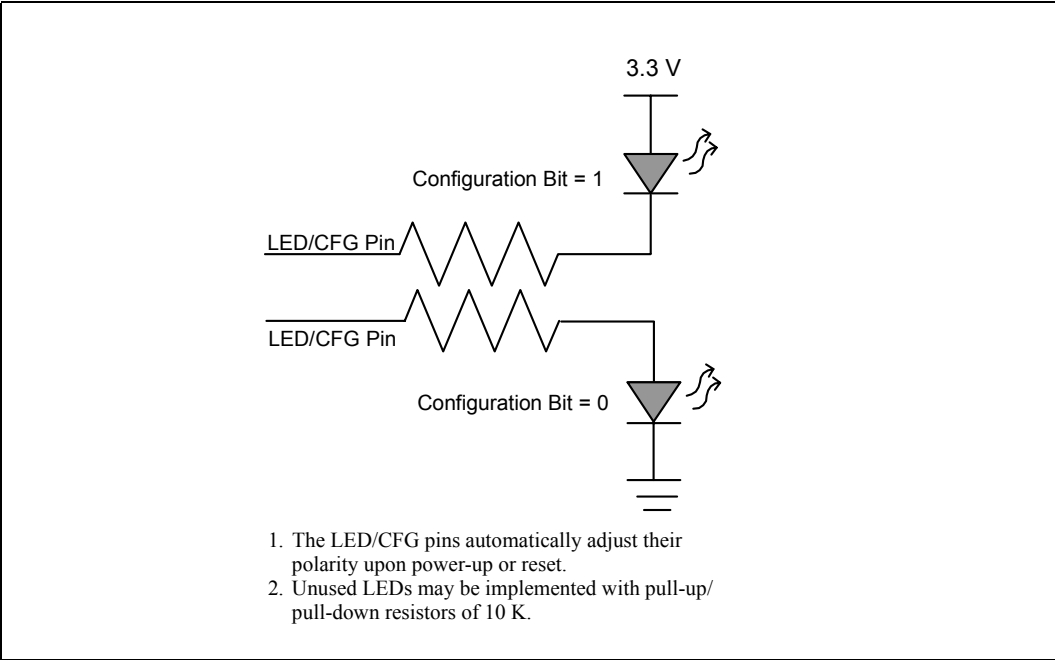 3.3 V
Configuration Bit = 1
LED/CFG Pin
LED/CFG Pin
Configuration Bit = 0
1. The LED/CFG pins automatically adjust their
polarity upon power-up or reset.
2. Unused LEDs may be implemented with pull-up/
pull-down resistors of 10 K.